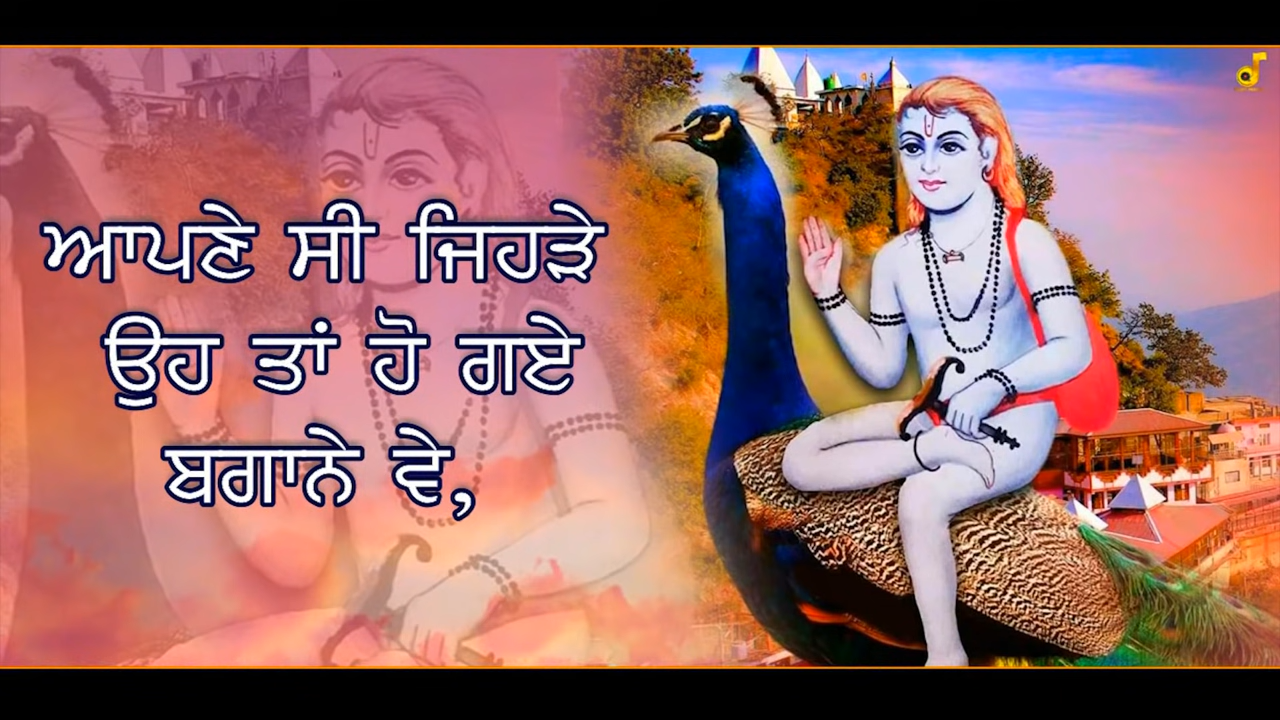 ਆਪਣੇ ਸੀ ਜਿਹੜੇ
ਉਹ ਤਾਂ ਹੋ ਗਏ
ਬਗਾਨੇ ਵੇ,